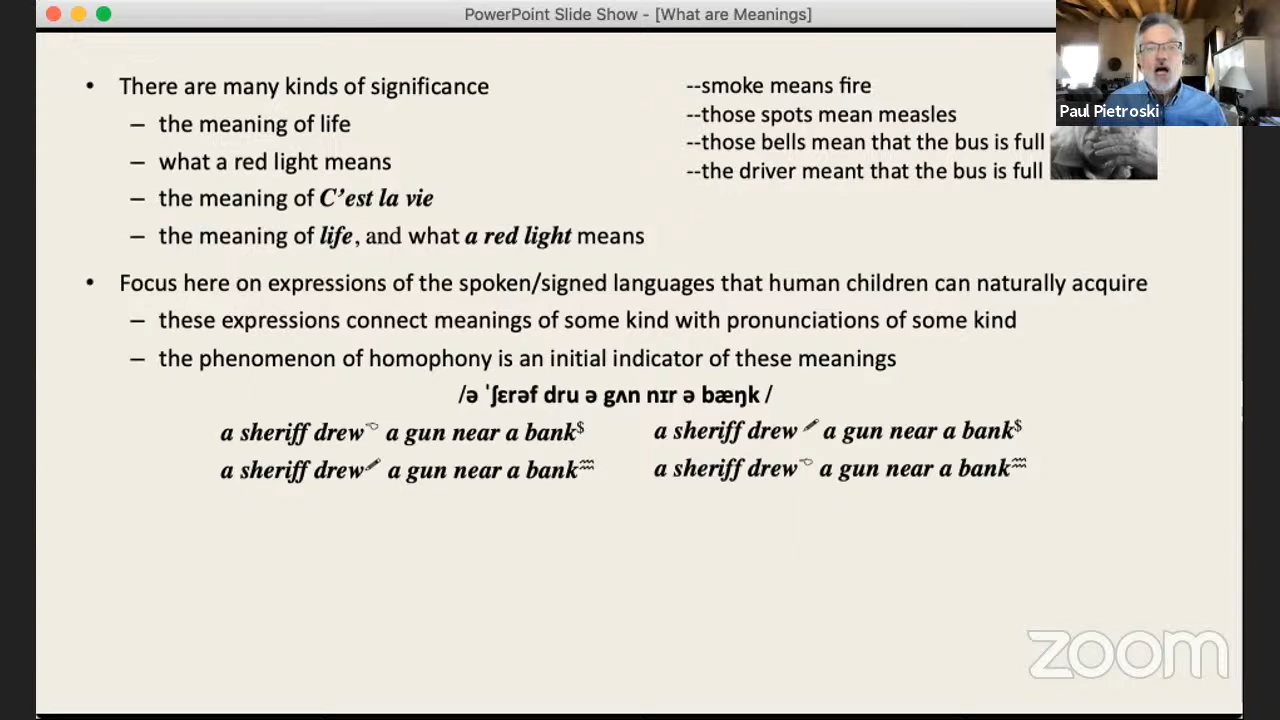 PowerPoint Slide Show - [What are Meanings]
• There are many kinds of significance
– the meaning of life
– what a red light means
– the meaning of C’est la vie
– the meaning of life, and what a red light means
--smoke means fire
--those spots mean measles
--those bells mean that the bus is full
--the driver meant that the bus is full
Paul Pietroski
• Focus here on expressions of the spoken/signed languages that human children can naturally acquire
– these expressions connect meanings of some kind with pronunciations of some kind
– the phenomenon of homophony is an initial indicator of these meanings
/ə ˈʃɛrəf dru ə gʌn nɪr ə bæŋk /
a sheriff drew☜ a gun near a bank$
a sheriff drew✎ a gun near a bank$
a sheriff drew✎ a gun near a bank♒
a sheriff drew☜ a gun near a bank♒
zoom